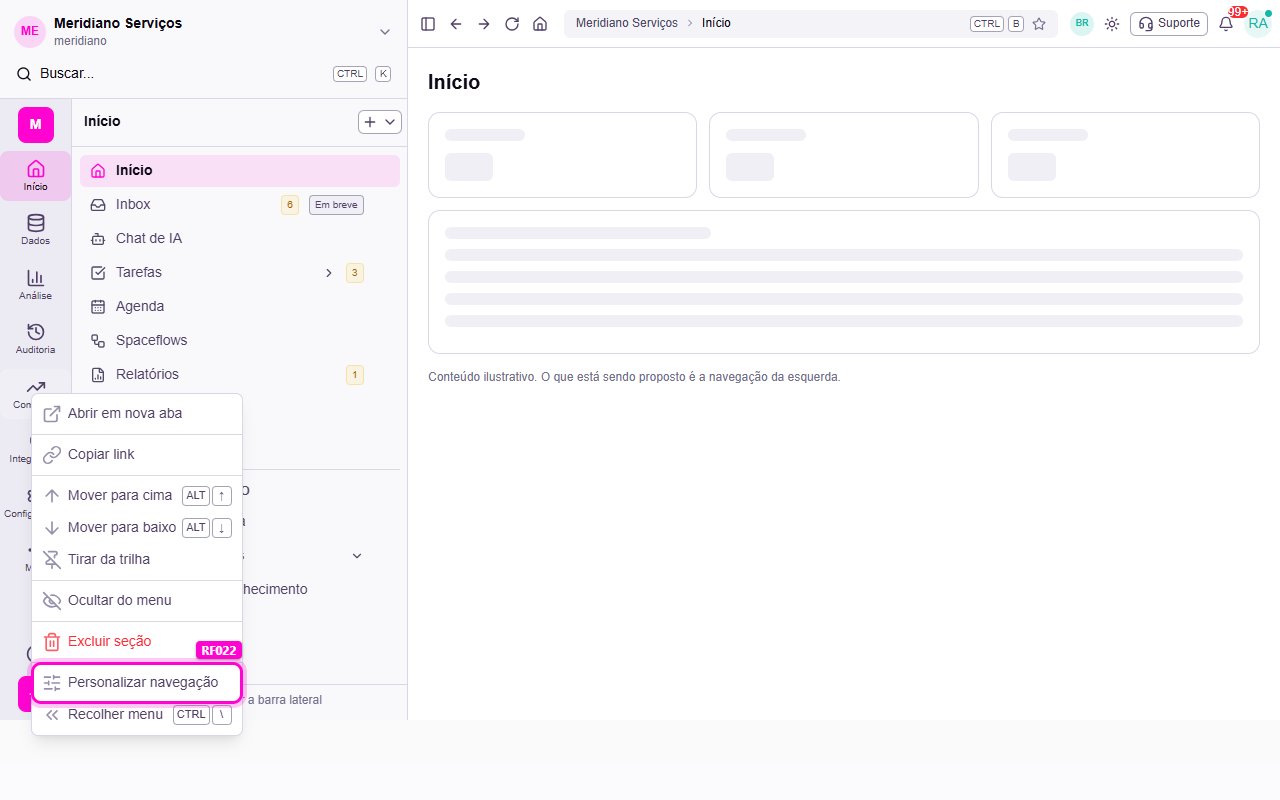 ME
Meridiano Serviços
meridiano
Buscar...
CTRL K
Meridiano Serviços > Início
CTRL B
BR
Suporte
99+
RA
M
Início
Dados
Análise
Auditoria
Início
Início
Inbox 6 Em breve
Chat de IA
Tarefas 3
Agenda
Spaceflows
Relatórios 1
Abrir em nova aba
Copiar link
Mover para cima ALT ↑
Mover para baixo ALT ↓
Tirar da trilha
Ocultar do menu
Excluir seção
RF022
Personalizar navegação
Recolher menu CTRL \
a barra lateral
Início
Conteúdo ilustrativo. O que está sendo proposto é a navegação da esquerda.